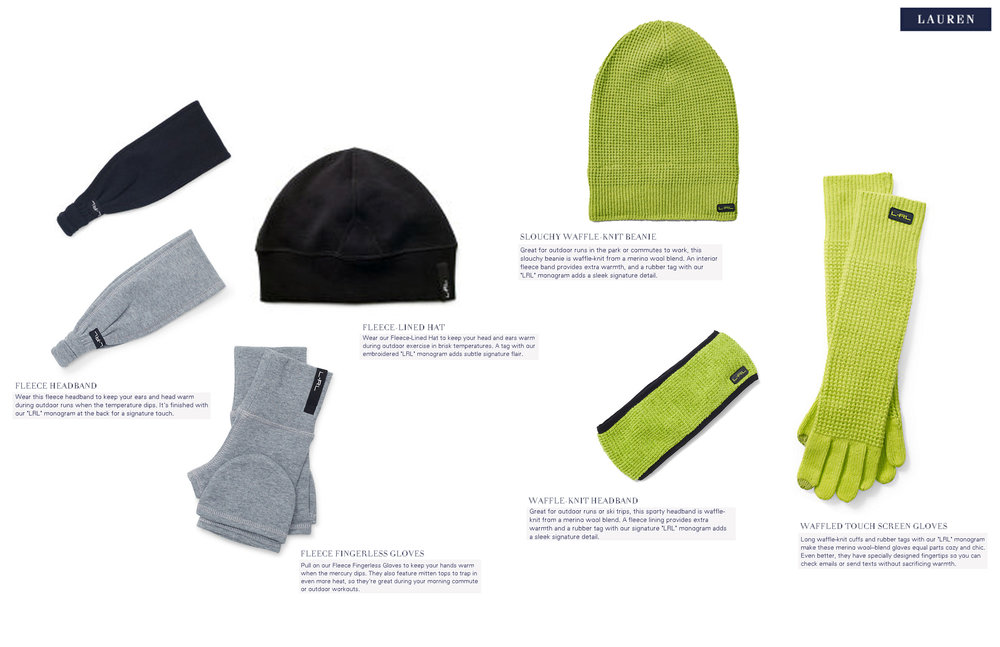 LAUREN
SLOUCHY WAFFLE-KNIT BEANIE
Great for outdoor runs in the park or commutes to work, this
slouchy beanie is waffle-knit from a merino wool blend. An interior
fleece band provides extra warmth, and a rubber tag with our
"LRL" monogram adds a sleek signature detail.
FLEECE-LINED HAT
Wear our Fleece-Lined Hat to keep your head and ears warm
during outdoor exercise in brisk temperatures. A tag with our
embroidered "LRL" monogram adds subtle signature flair.
FLEECE HEADBAND
Wear this fleece headband to keep your ears and head warm
during outdoor runs when the temperature dips. It's finished with
our "LRL" monogram at the back for a signature touch.
WAFFLE-KNIT HEADBAND
Great for outdoor runs or ski trips, this sporty headband is waffle-
knit from a merino wool blend. A fleece lining provides extra
warmth and a rubber tag with our signature "LRL" monogram adds
a sleek signature detail.
WAFFLED TOUCH SCREEN GLOVES
Long waffle-knit cuffs and rubber tags with our "LRL" monogram
make these merino wool-blend gloves equal parts cozy and chic.
Even better, they have specially designed fingertips so you can
check emails or send texts without sacrificing warmth.
FLEECE FINGERLESS GLOVES
Pull on our Fleece Fingerless Gloves to keep your hands warm
when the mercury dips. They also feature mitten tops to trap in
even more heat, so they're great during your morning commute
or outdoor workouts.
L-RL
L-RL
L-RL
L-RL
L-RL
L-RL